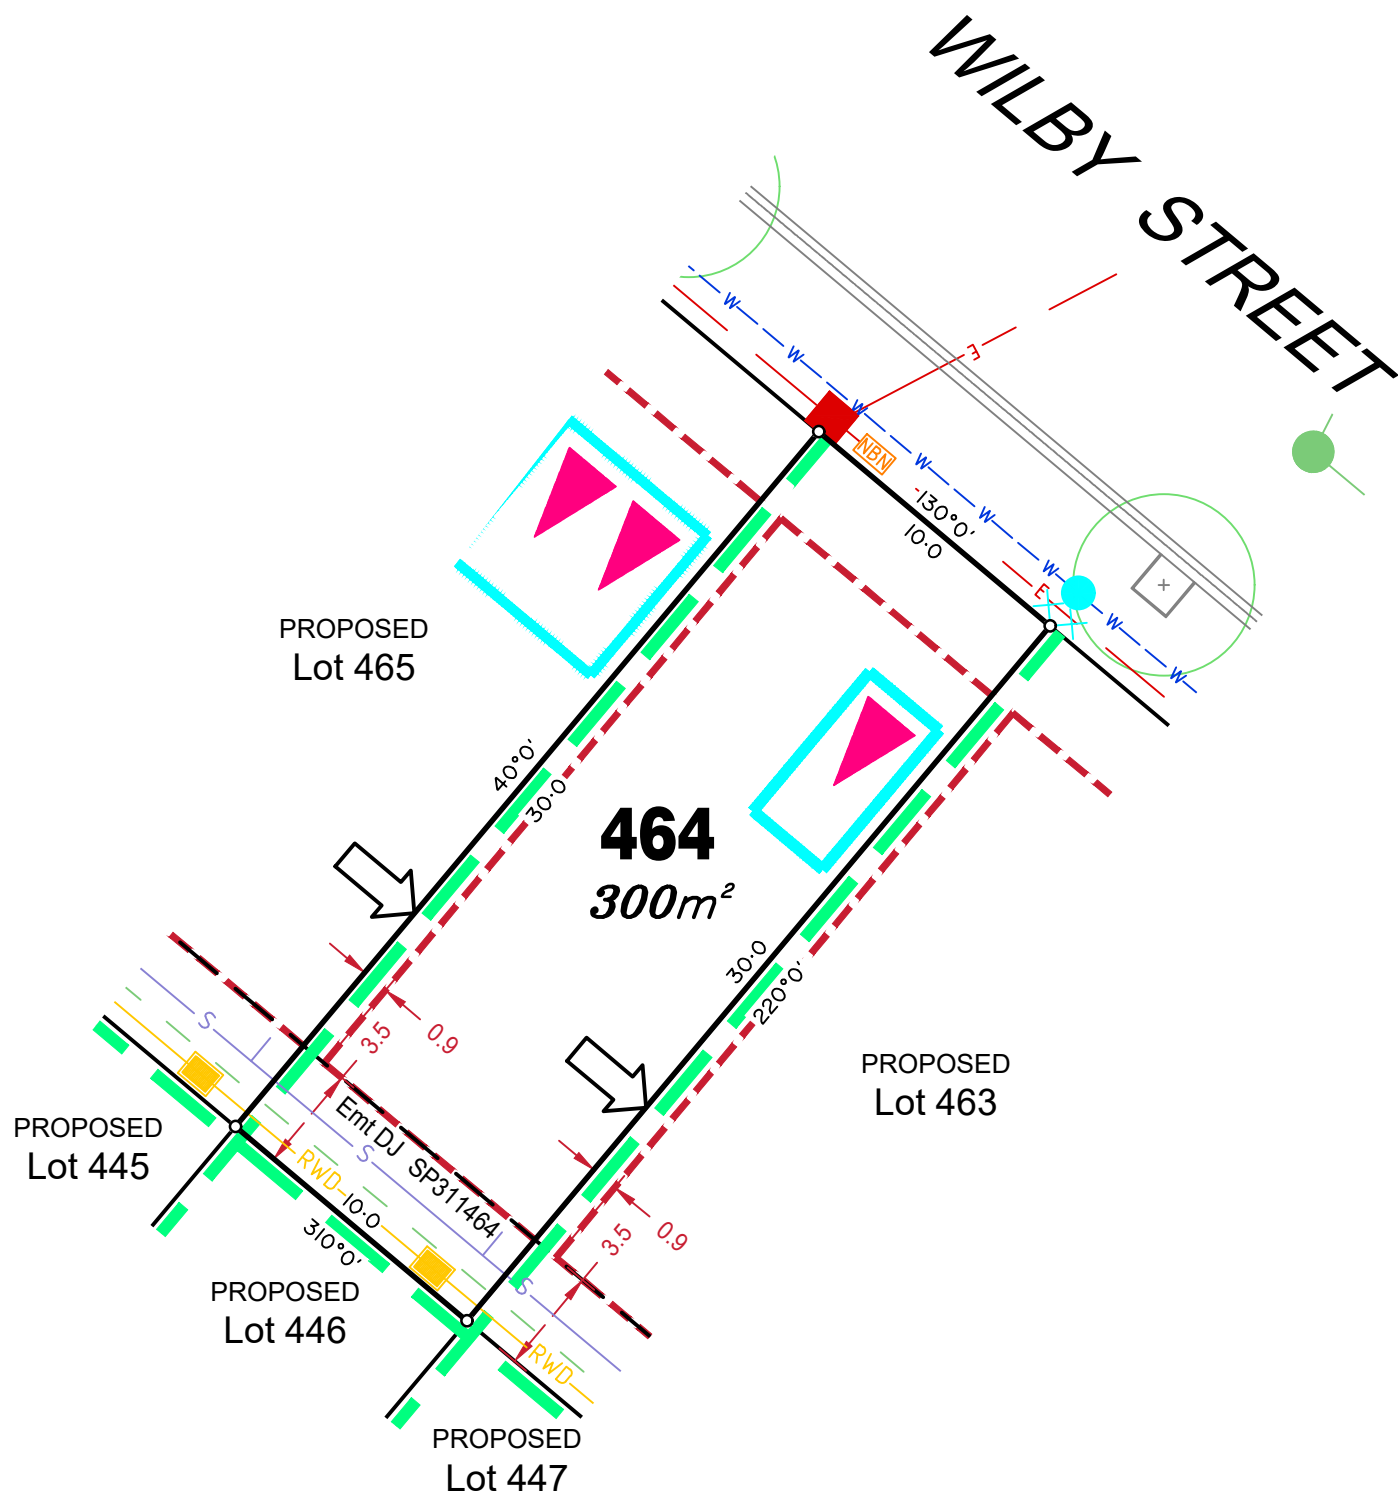 WILBY STREET
W
W
E
W
NBN
W
130°0'
10·0
W
W
E
W
W
PROPOSED
Lot 465
40°0'
30·0
464
300m²
30·0
220°0'
S
3.5
0.9
PROPOSED
Lot 463
PROPOSED
Lot 445
Emt DJ SP311464
S
RWD
10·0
310°0'
3.5
0.9
S
PROPOSED
Lot 446
RWD
PROPOSED
Lot 447